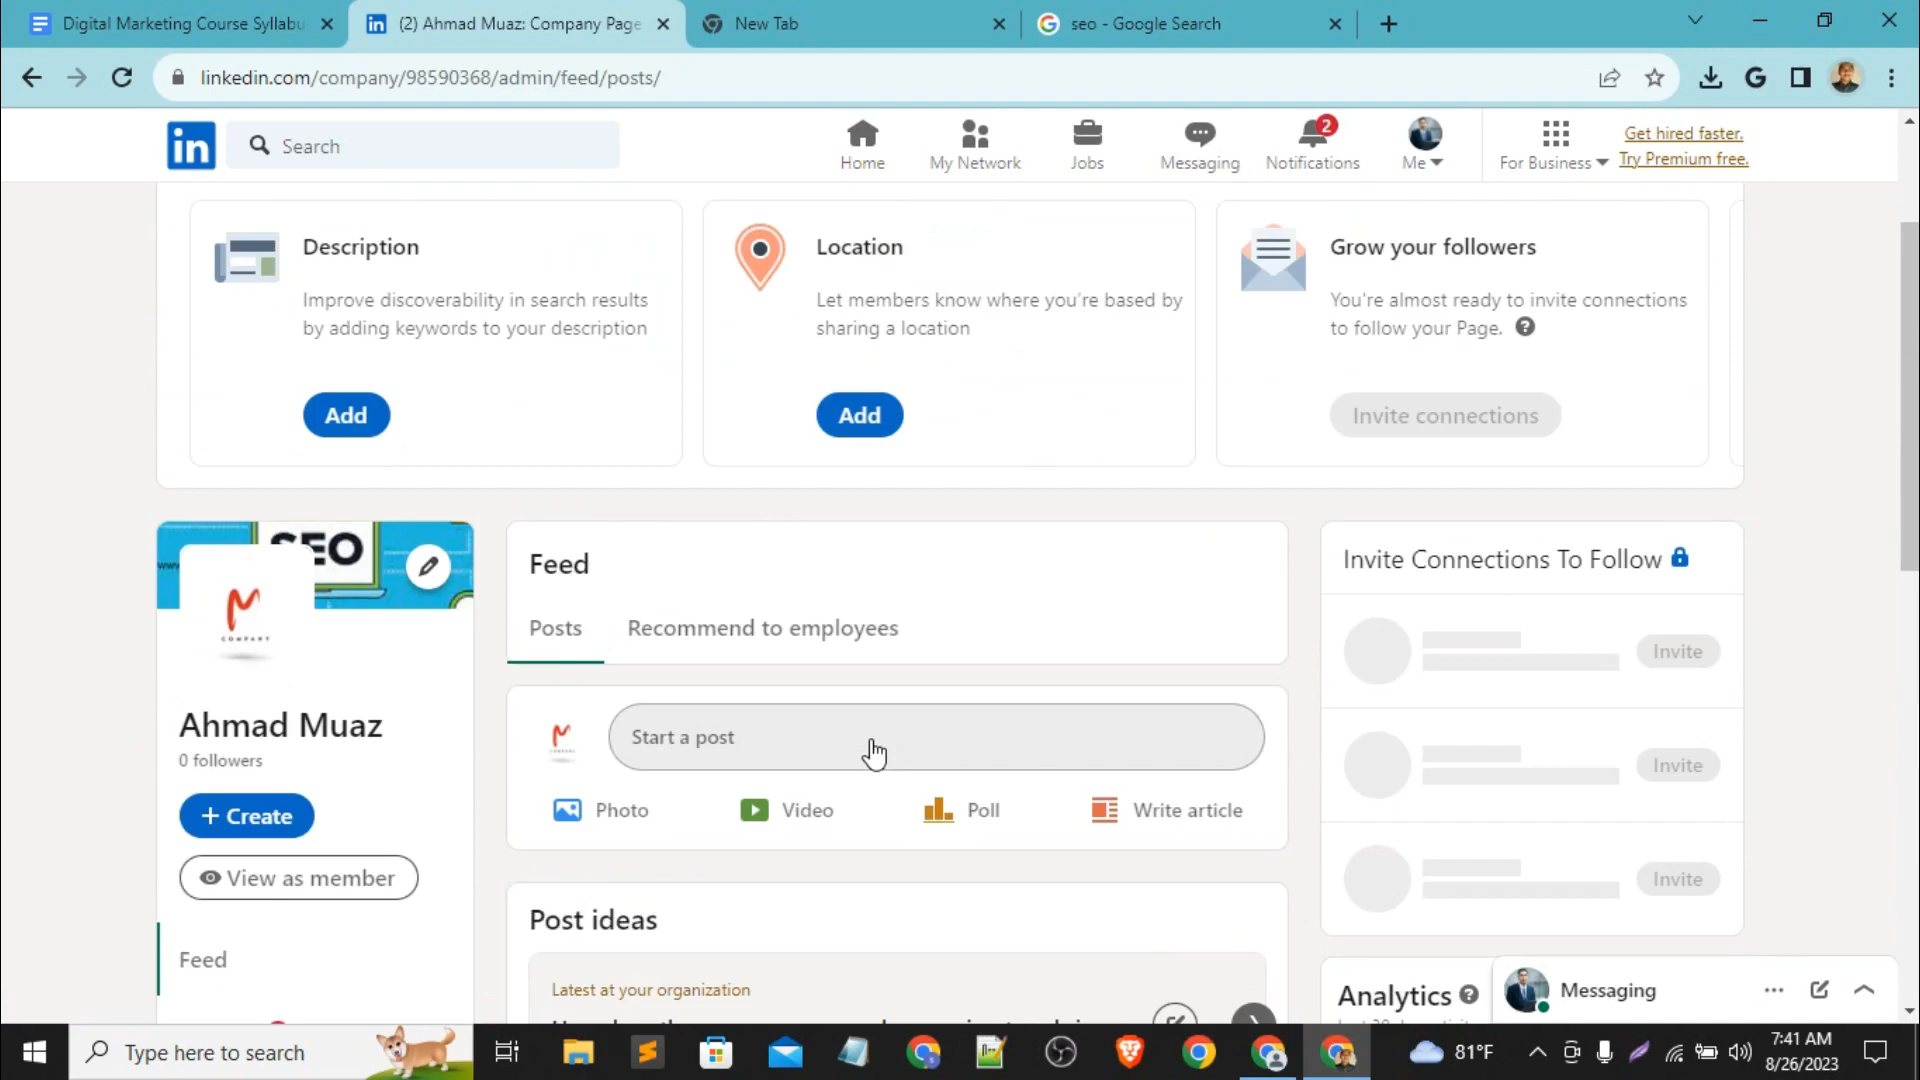 Digital Marketing Course Syllabu
(2) Ahmad Muaz: Company Page
New Tab
seo - Google Search
linkedin.com/company/98590368/admin/feed/posts/
in
Search
Home
My Network
Jobs
Messaging
2
Notifications
Me
For Business
Get hired faster.
Try Premium free.
Description
Improve discoverability in search results
by adding keywords to your description
Add
Location
Let members know where you're based by
sharing a location
Add
Grow your followers
You're almost ready to invite connections
to follow your Page.
Invite connections
SEO
COMPANY
Ahmad Muaz
0 followers
+ Create
View as member
Feed
Feed
Posts
Recommend to employees
Start a post
Photo
Video
Poll
Write article
Post ideas
Latest at your organization
Invite Connections To Follow
Invite
Invite
Invite
Analytics
Messaging
Type here to search
81°F
7:41 AM
8/26/2023